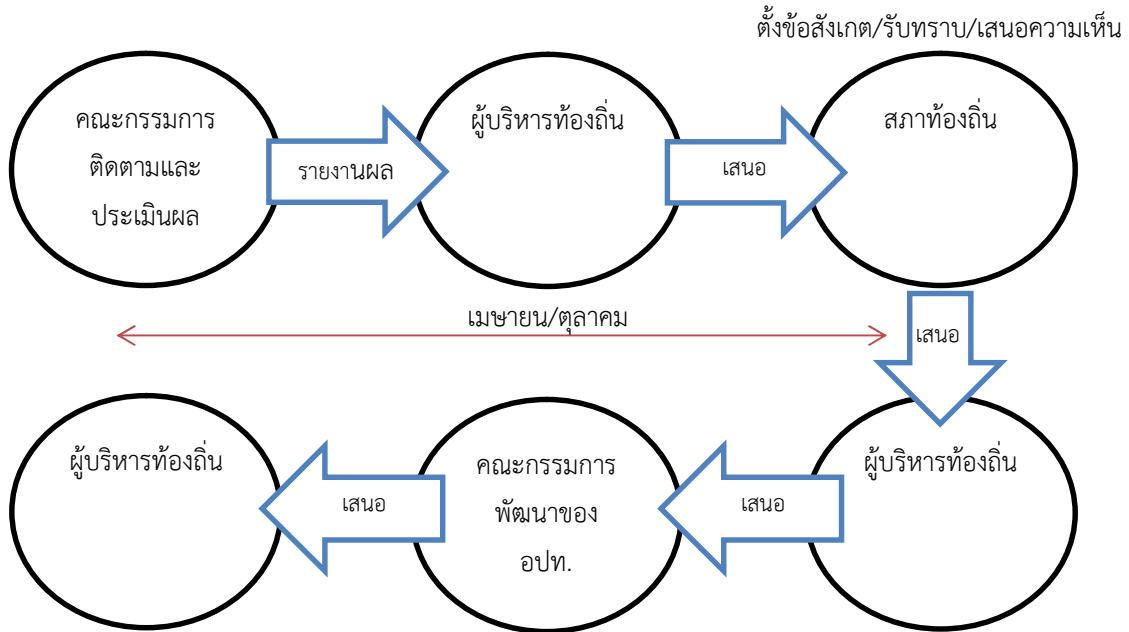 ตั้งข้อสังเกต/รับทราบ/เสนอความเห็น
คณะกรรมการ
ติดตามและ
ประเมินผล
รายงานผล
ผู้บริหารท้องถิ่น
เสนอ
สภาท้องถิ่น
เมษายน/ตุลาคม
เสนอ
ผู้บริหารท้องถิ่น
เสนอ
คณะกรรมการ
พัฒนาของ
อปท.
เสนอ
ผู้บริหารท้องถิ่น